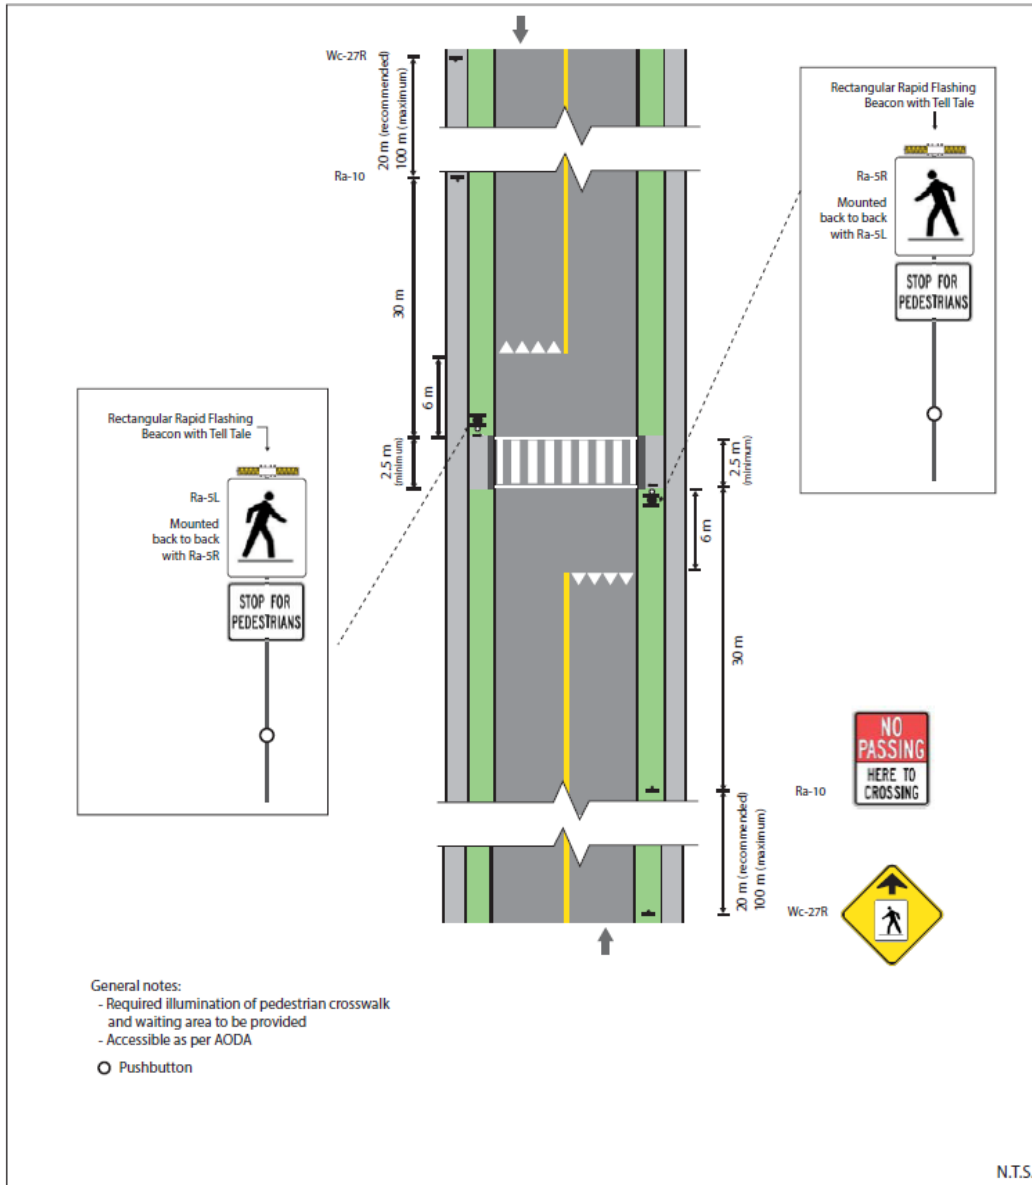 Wc-27R
20 m (recommended)
100 m (maximum)
Ra-10
30 m
6 m
2.5 m
(minimum)
Rectangular Rapid Flashing
Beacon with Tell Tale
Ra-5R
Mounted
back to back
with Ra-5L
STOP FOR
PEDESTRIANS
Rectangular Rapid Flashing
Beacon with Tell Tale
Ra-5L
Mounted
back to back
with Ra-5R
STOP FOR
PEDESTRIANS
2.5 m
(minimum)
6 m
30 m
20 m (recommended)
100 m (maximum)
Ra-10
NO
PASSING
HERE TO
CROSSING
Wc-27R
General notes:
- Required illumination of pedestrian crosswalk
and waiting area to be provided
- Accessible as per AODA
Pushbutton
N.T.S.